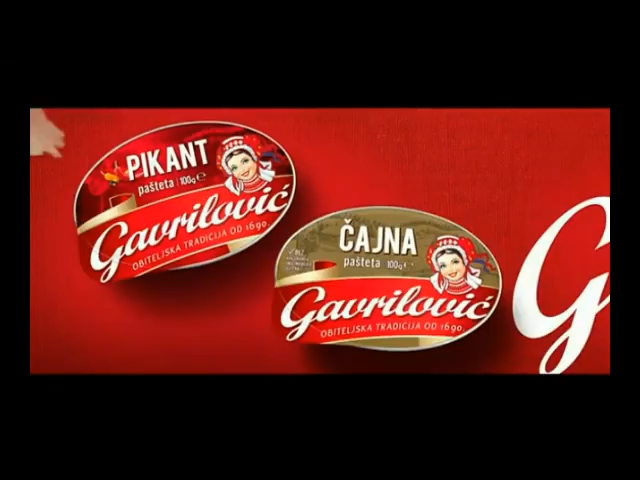 PIKANT
pašteta 100g℮
Gavrilović
OBITELJSKA TRADICIJA OD 1690.
ČAJNA
pašteta 100g
Gavrilović
OBITELJSKA TRADICIJA OD 1690.
G